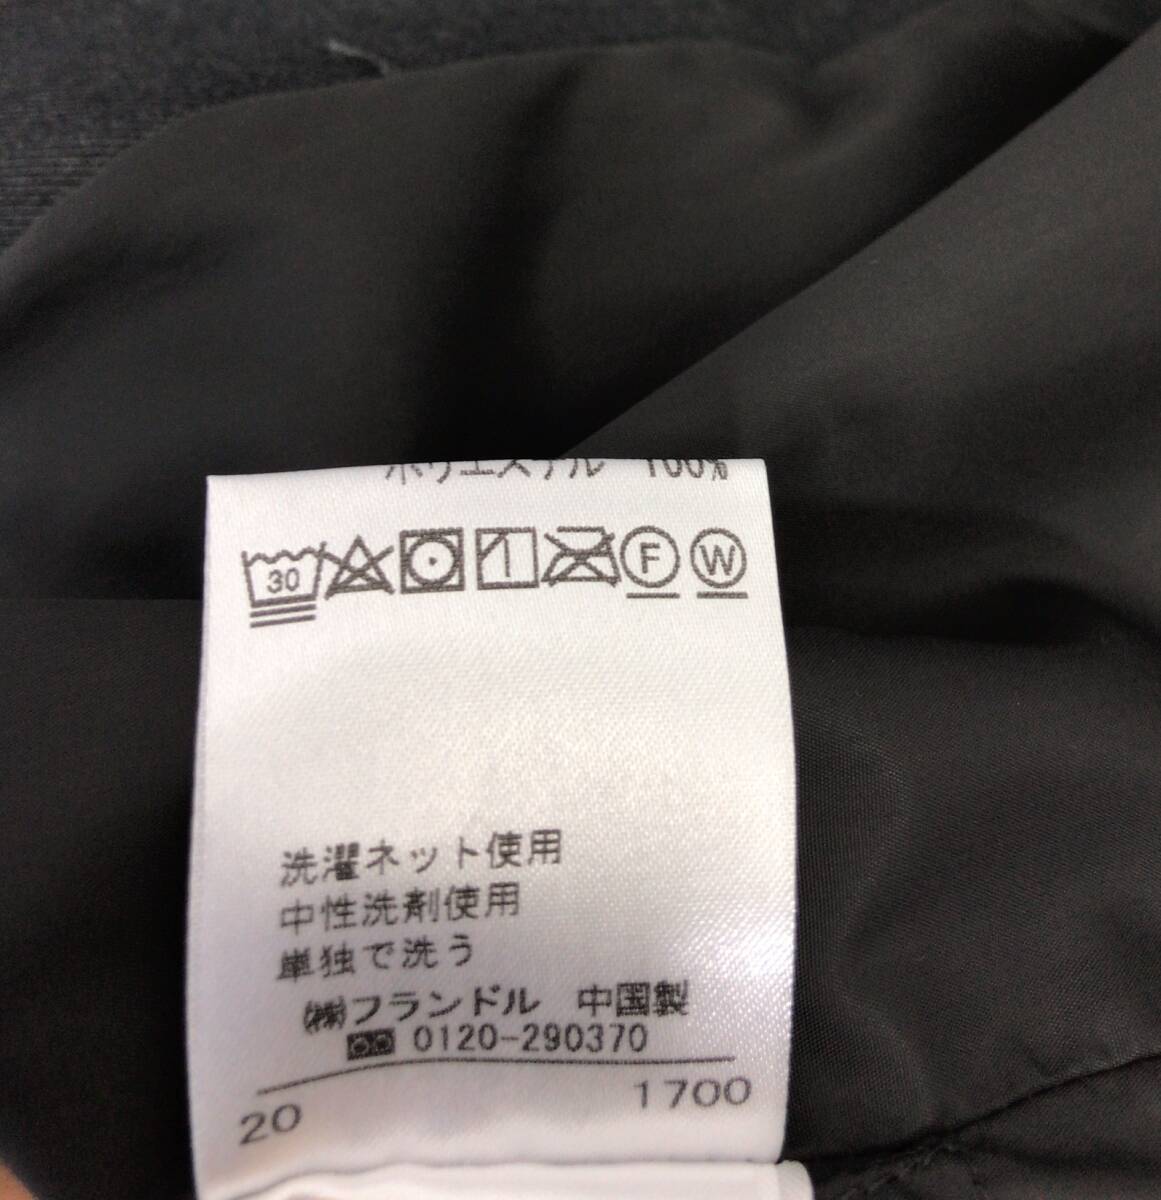 ポリエステル 100%
30 F W
洗濯ネット使用
中性洗剤使用
単独で洗う
㈱フランドル 中国製
0120-290370
20 1700